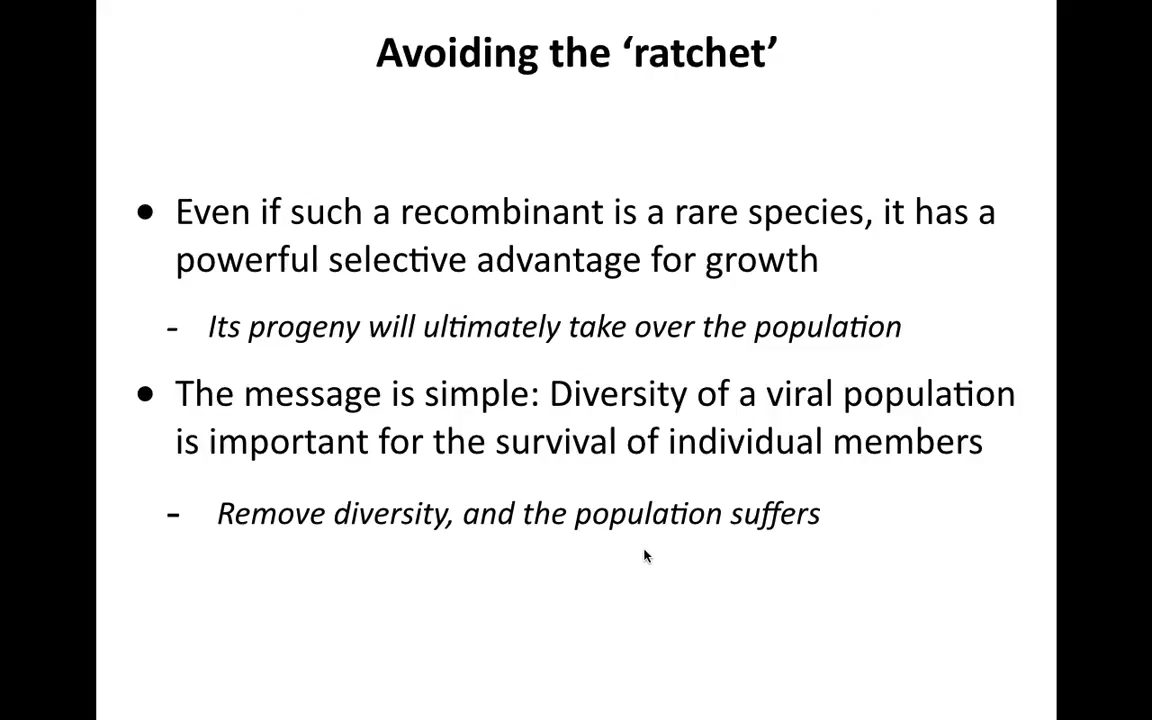 Avoiding the ‘ratchet’
• Even if such a recombinant is a rare species, it has a
powerful selective advantage for growth
- Its progeny will ultimately take over the population
• The message is simple: Diversity of a viral population
is important for the survival of individual members
- Remove diversity, and the population suffers